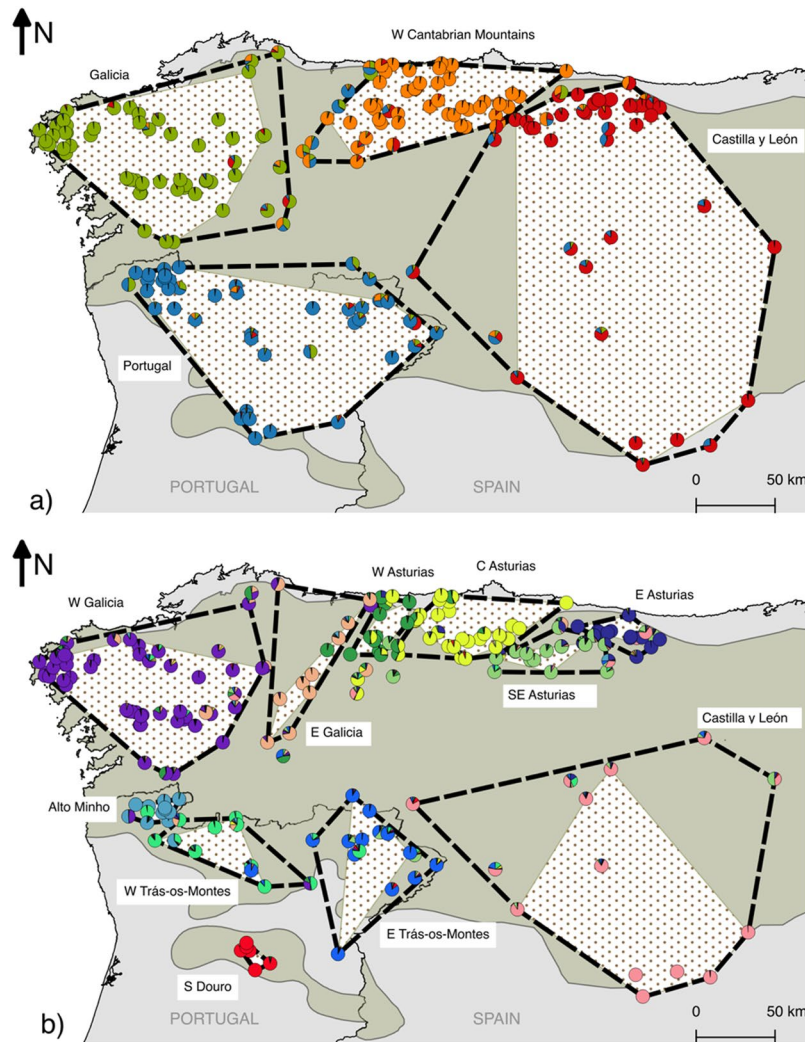 N
W Cantabrian Mountains
Galicia
Castilla y León
Portugal
PORTUGAL
SPAIN
0 50 km
a)
N
W Asturias
C Asturias
W Galicia
E Asturias
SE Asturias
E Galicia
Castilla y León
Alto Minho
W Trás-os-Montes
E Trás-os-Montes
S Douro
PORTUGAL
SPAIN
0 50 km
b)